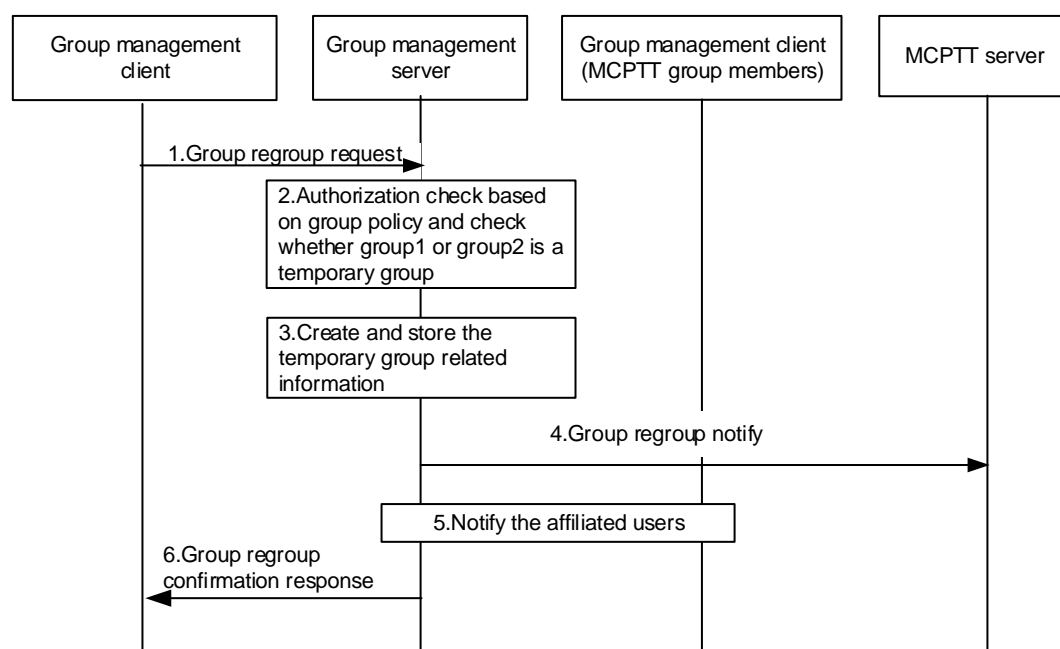 Group management
client
Group management
server
Group management client
(MCPTT group members)
MCPTT server
1.Group regroup request
2.Authorization check based
on group policy and check
whether group1 or group2 is a
temporary group
3.Create and store the
temporary group related
information
4.Group regroup notify
5.Notify the affiliated users
6.Group regroup
confirmation response